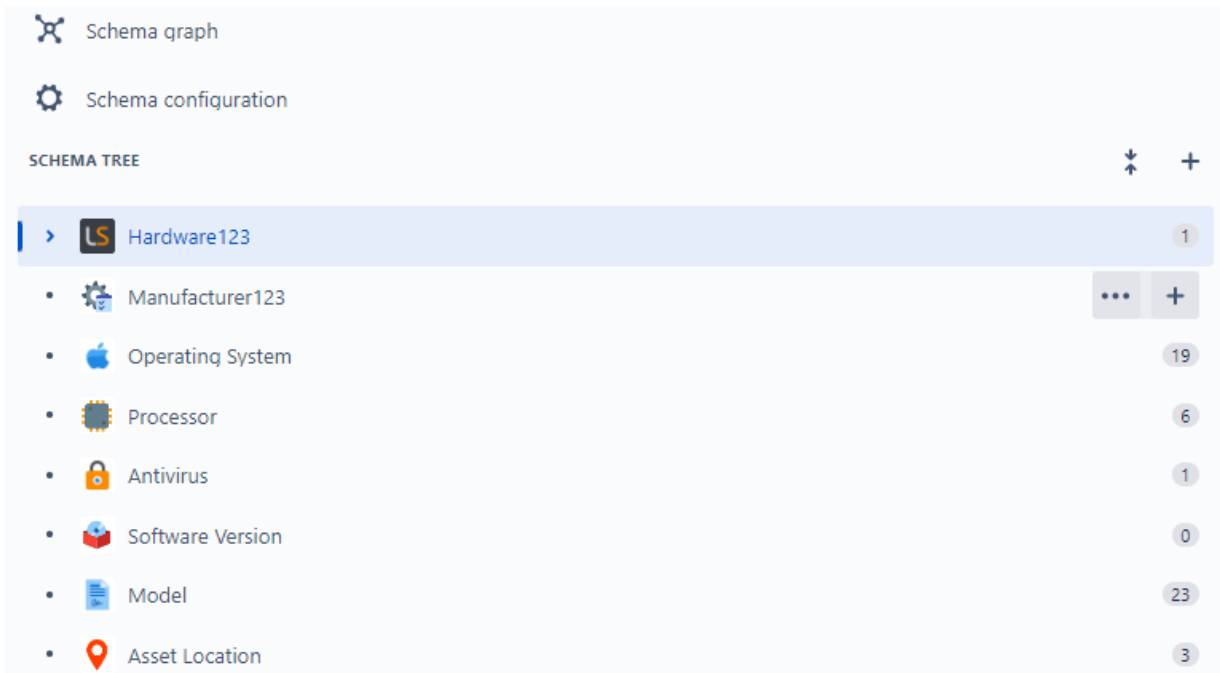 Schema graph
Schema configuration
SCHEMA TREE
LS Hardware123 1
Manufacturer123
Operating System 19
Processor 6
Antivirus 1
Software Version 0
Model 23
Asset Location 3